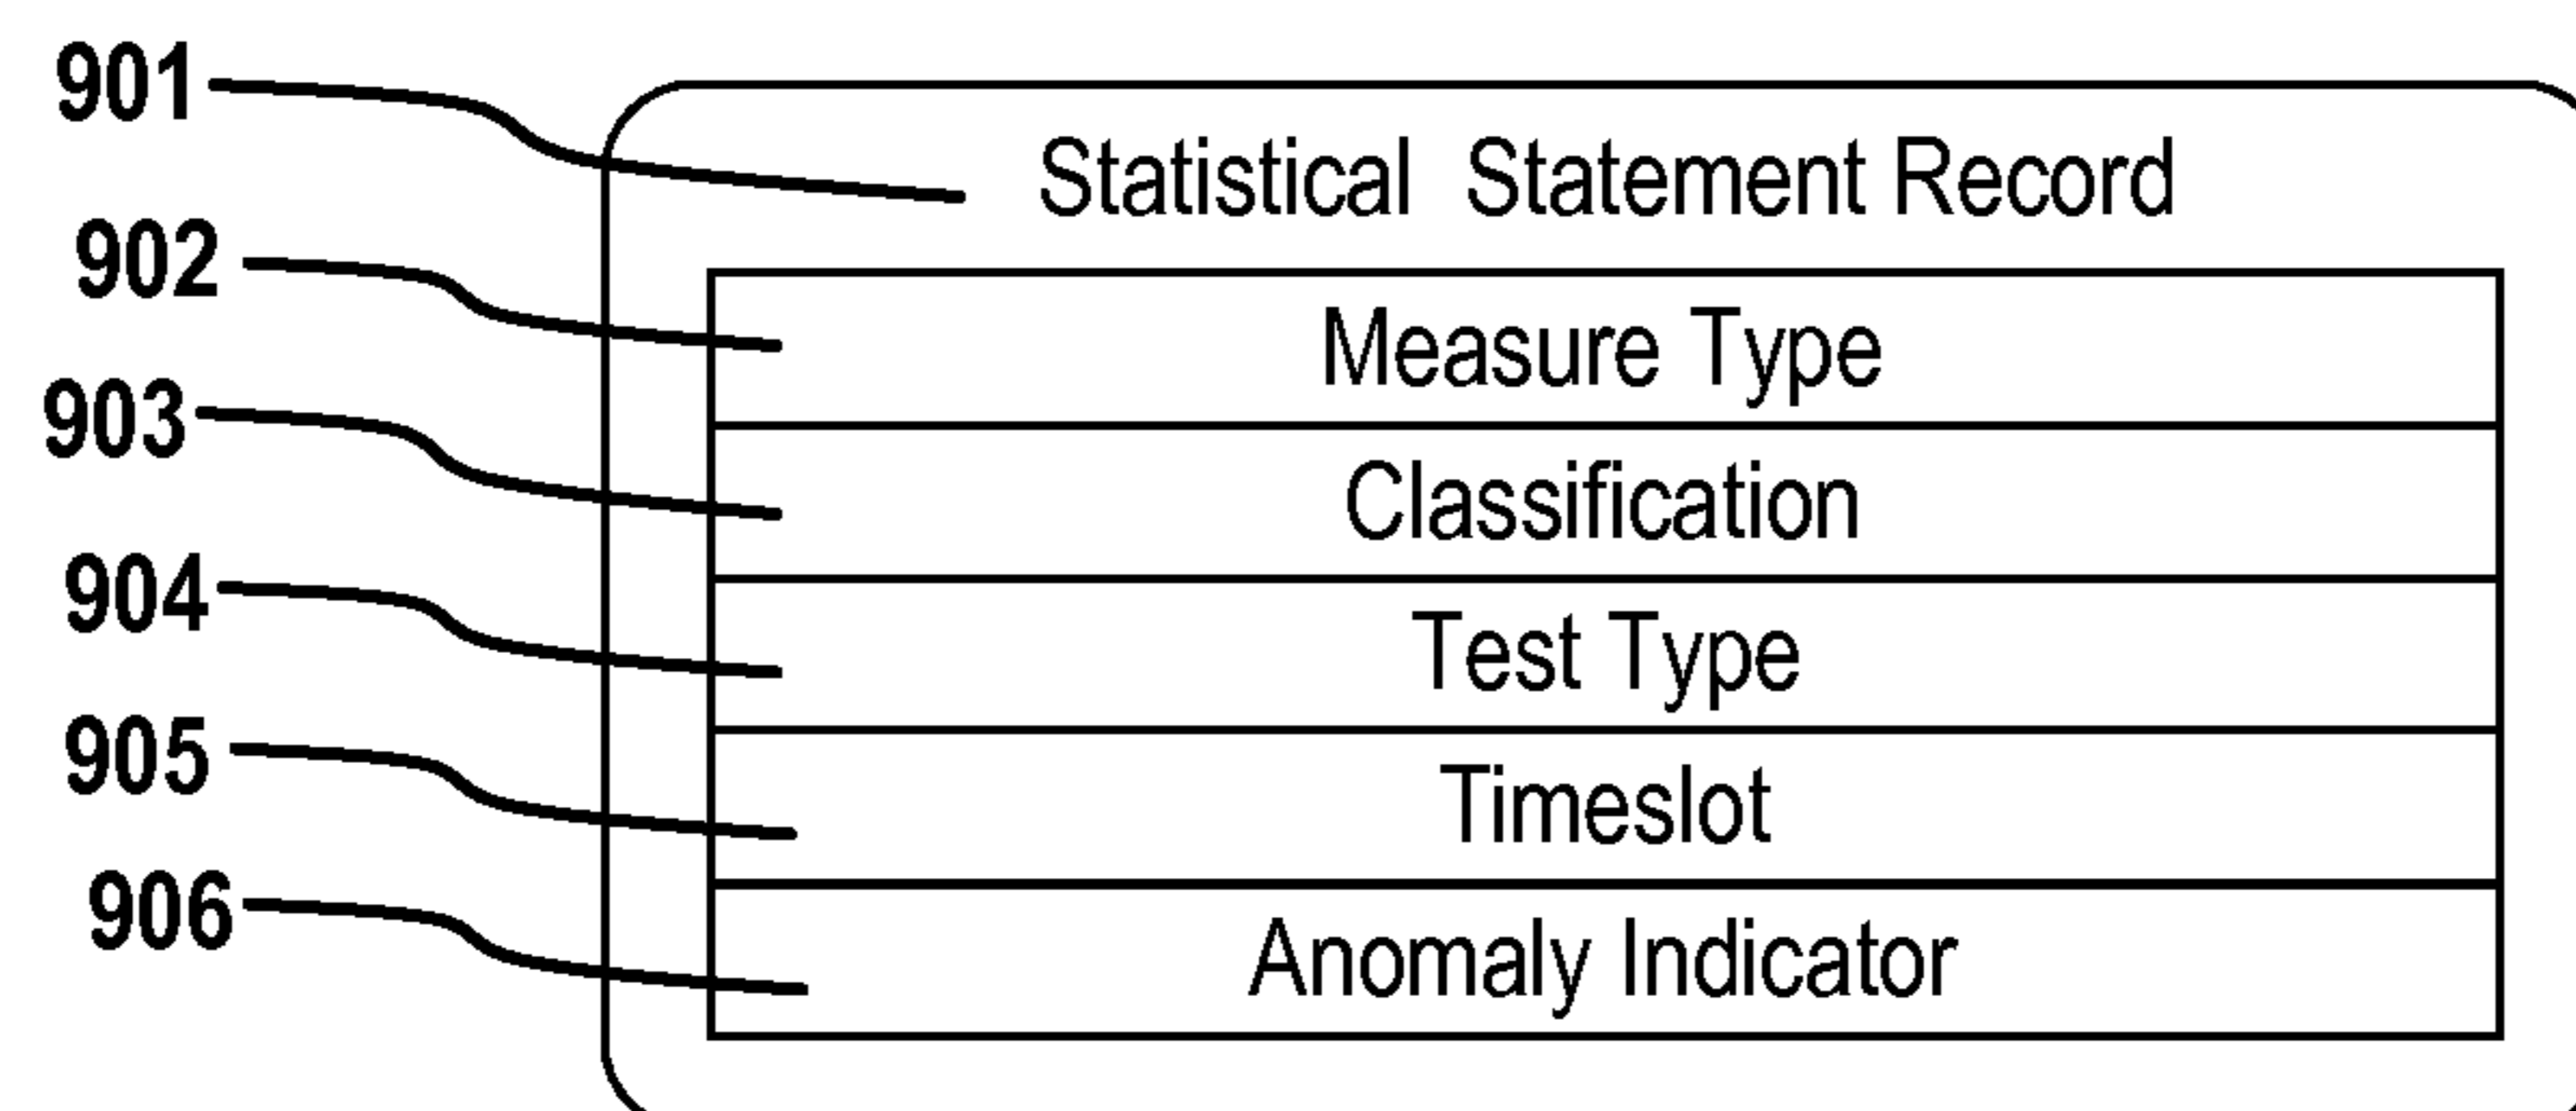 901
Statistical Statement Record
902
Measure Type
903
Classification
904
Test Type
905
Timeslot
906
Anomaly Indicator